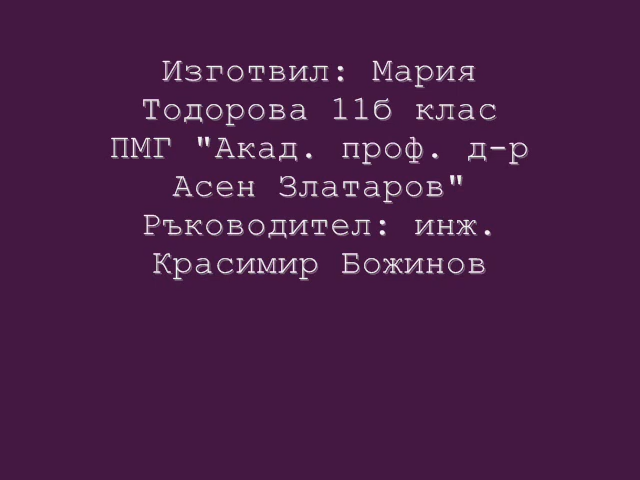 Изготвил: Мария
Тодорова 11б клас
ПМГ "Акад. проф. д-р
Асен Златаров"
Ръководител: инж.
Красимир Божинов